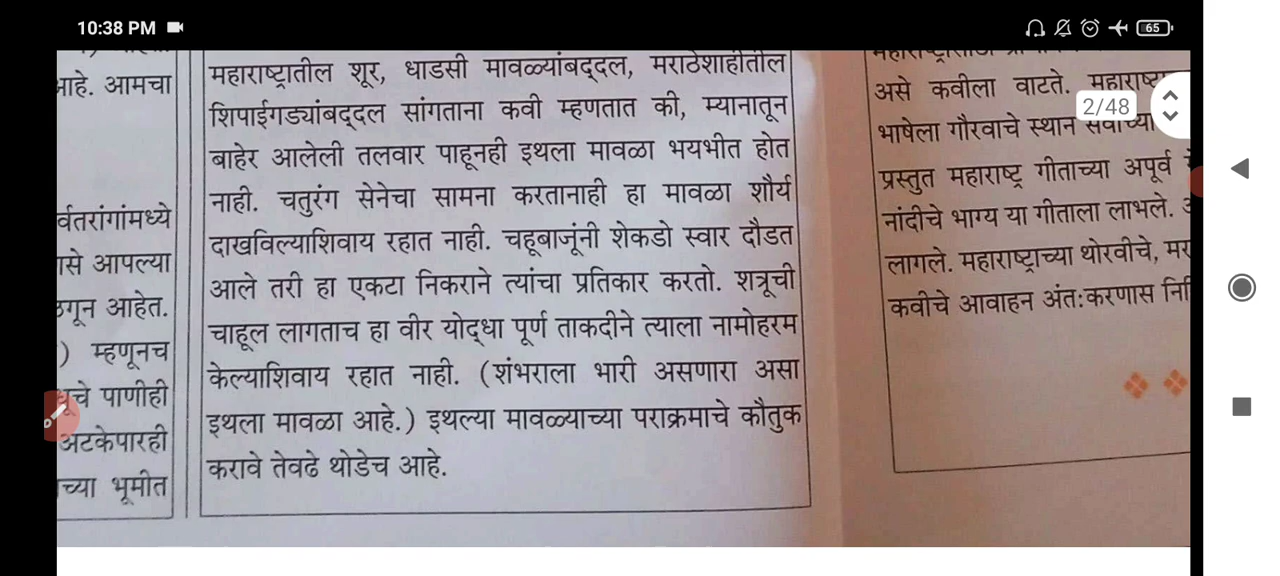 10:38 PM
65
आहे. आमचा
र्वतरांगांमध्ये
आपल्या
आहेत.
) म्हणूनच
पाणीही
अटकेपारही
भूमीत
महाराष्ट्रातील शूर, धाडसी मावळ्यांबद्दल, मराठेशाहीतील
शिपाईगड्यांबद्दल सांगताना कवी म्हणतात की, म्यानातून
बाहेर आलेली तलवार पाहूनही इथला मावळा भयभीत होत
नाही. चतुरंग सेनेचा सामना करतानाही हा मावळा शौर्य
दाखविल्याशिवाय रहात नाही. चहूबाजूंनी शेकडो स्वार दौडत
आले तरी हा एकटा निकराने त्यांचा प्रतिकार करतो. शत्रूची
चाहूल लागताच हा वीर योद्धा पूर्ण ताकदीने त्याला नामोहरम
केल्याशिवाय रहात नाही. (शंभराला भारी असणारा असा
इथला मावळा आहे.) इथल्या मावळ्याच्या पराक्रमाचे कौतुक
करावे तेवढे थोडेच आहे.
असे कवीला वाटते.
भाषेला गौरवाचे स्थान
प्रस्तुत महाराष्ट्र गीताच्या अपूर्व
नांदीचे भाग्य या गीताला लाभले.
लागले. महाराष्ट्राच्या थोरवीचे,
कवीचे आवाहन अंतःकरणास
2/48